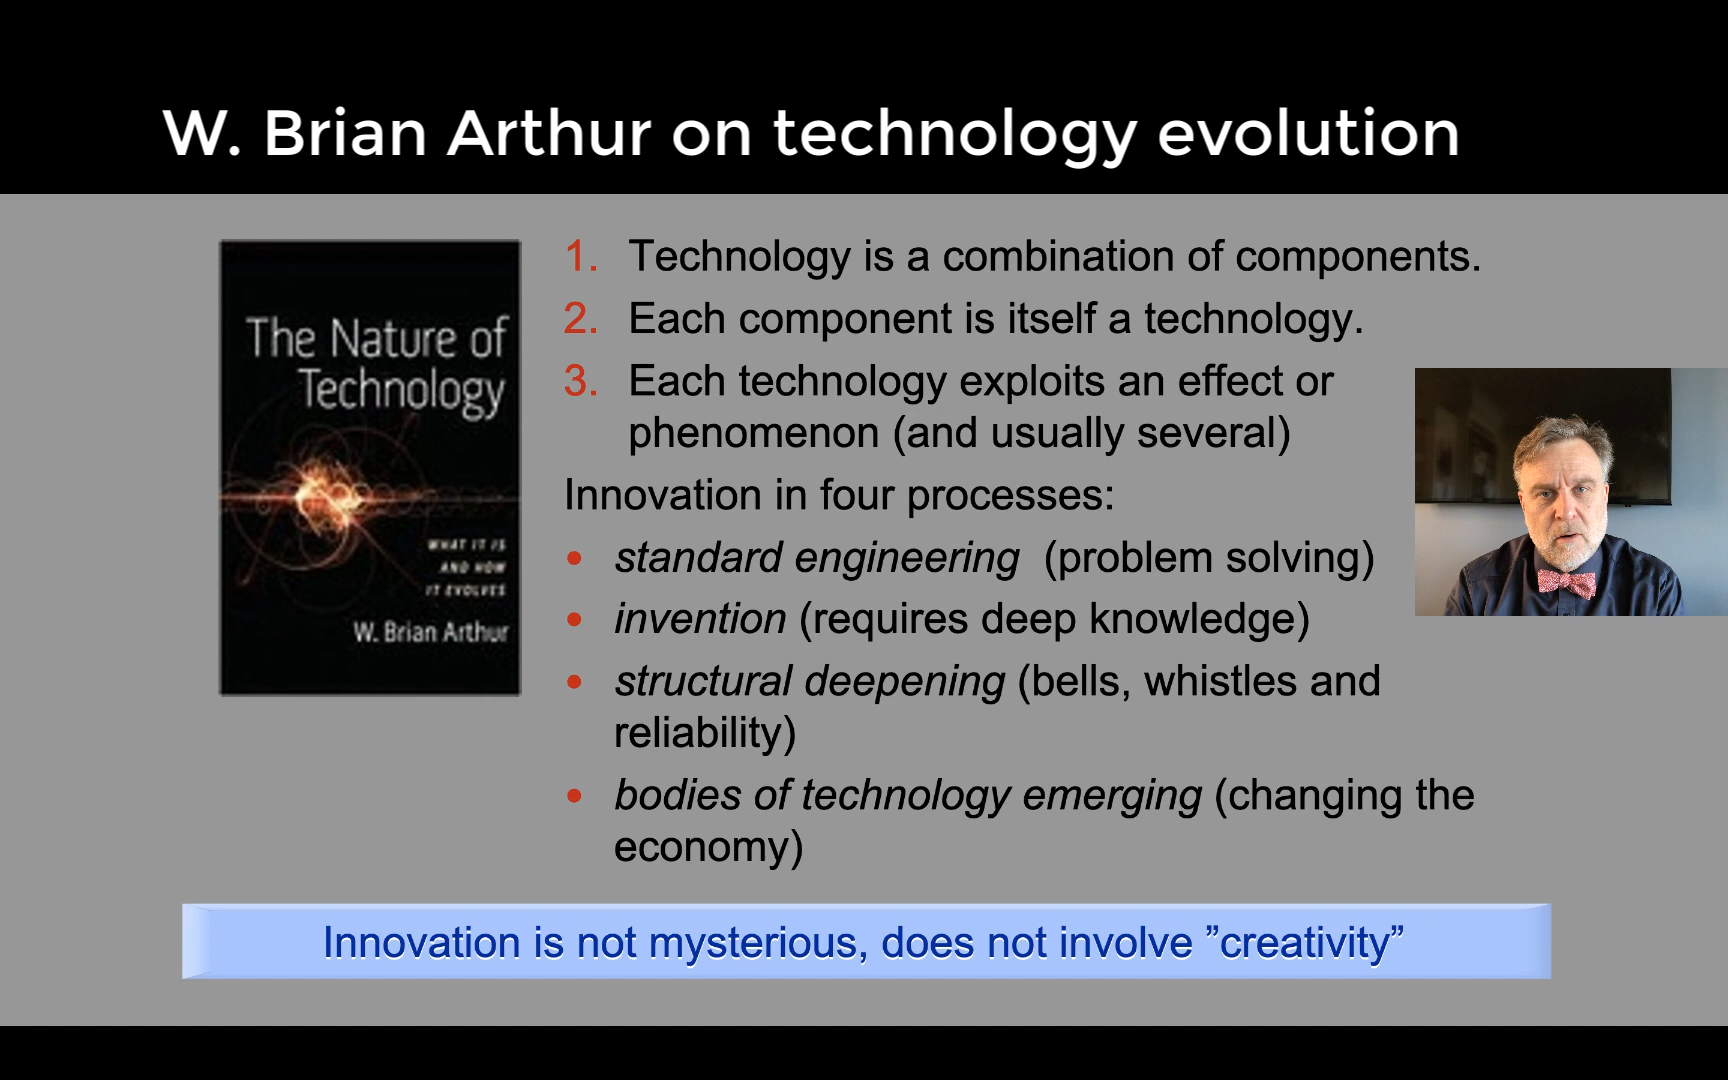 W. Brian Arthur on technology evolution
The Nature of
Technology
WHAT IT IS
AND HOW
IT EVOLVES
W. Brian Arthur
1. Technology is a combination of components.
2. Each component is itself a technology.
3. Each technology exploits an effect or
phenomenon (and usually several)
Innovation in four processes:
• standard engineering (problem solving)
• invention (requires deep knowledge)
• structural deepening (bells, whistles and
reliability)
• bodies of technology emerging (changing the
economy)
Innovation is not mysterious, does not involve ”creativity”